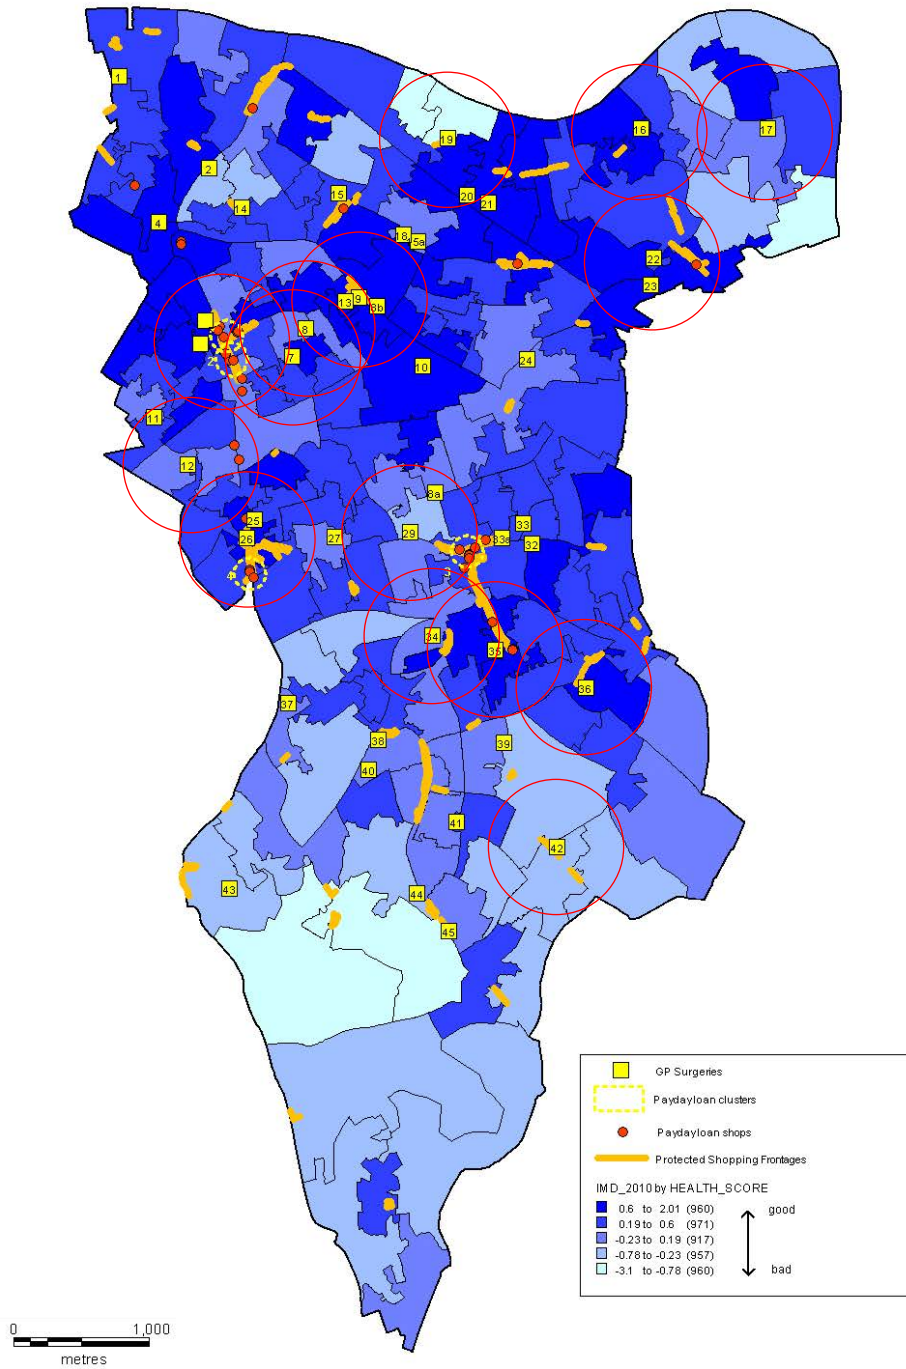 1
19
16
17
2
15
20
21
14
4
18
5a
22
23
13
9
8b
8
7
10
24
2
11
12
8a
25
26
27
29
33
33a
32
3
4
34
35
36
37
38
39
40
41
42
43
44
45
GP Surgeries
Paydayloan clusters
Paydayloan shops
Protected Shopping Frontages
IMD_2010 by HEALTH_SCORE
0.6 to 2.01 (960) good
0.19 to 0.6 (971)
-0.23 to 0.19 (917)
-0.78 to -0.23 (957)
-3.1 to -0.78 (960) bad
0 1,000
metres